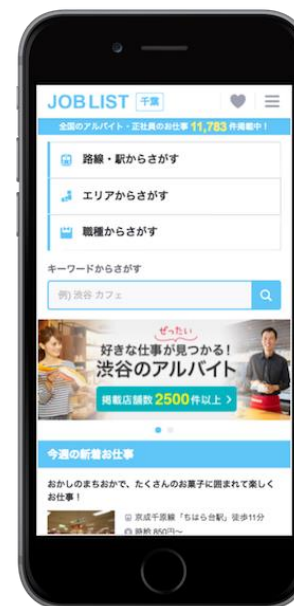 JOB LIST 千葉
全国のアルバイト・正社員のお仕事 11,783 件掲載中！
路線・駅からさがす
エリアからさがす
職種からさがす
キーワードからさがす
例) 渋谷 カフェ
ぜったい
好きな仕事が見つかる！
渋谷のアルバイト
掲載店舗数 2500件以上
今週の新着お仕事
おかしのまちおかで、たくさんのお菓子に囲まれて楽しく
お仕事！
京成千原線「ちはら台駅」徒歩11分
時給 850円～